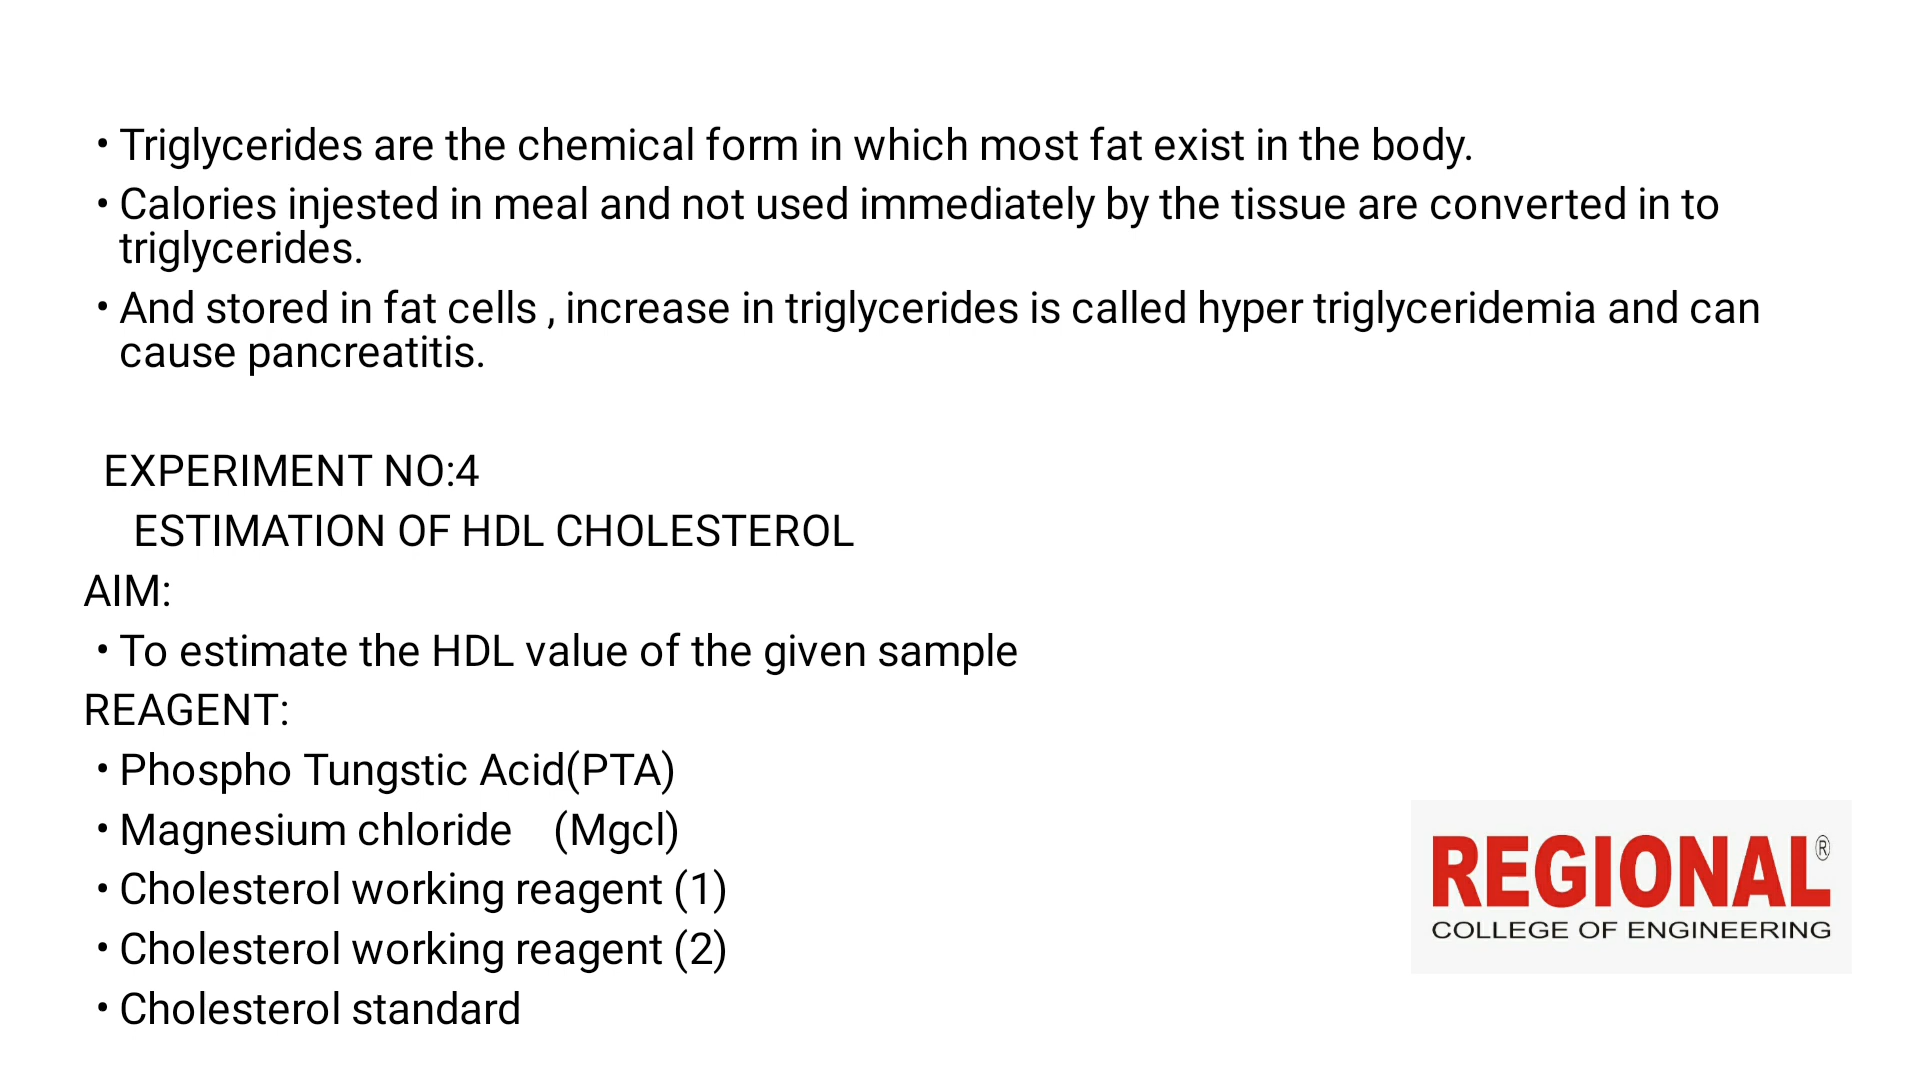 • Triglycerides are the chemical form in which most fat exist in the body.
• Calories injested in meal and not used immediately by the tissue are converted in to
triglycerides.
• And stored in fat cells , increase in triglycerides is called hyper triglyceridemia and can
cause pancreatitis.
EXPERIMENT NO:4
ESTIMATION OF HDL CHOLESTEROL
AIM:
• To estimate the HDL value of the given sample
REAGENT:
• Phospho Tungstic Acid(PTA)
• Magnesium chloride (Mgcl)
• Cholesterol working reagent (1)
• Cholesterol working reagent (2)
• Cholesterol standard
REGIONAL®
COLLEGE OF ENGINEERING